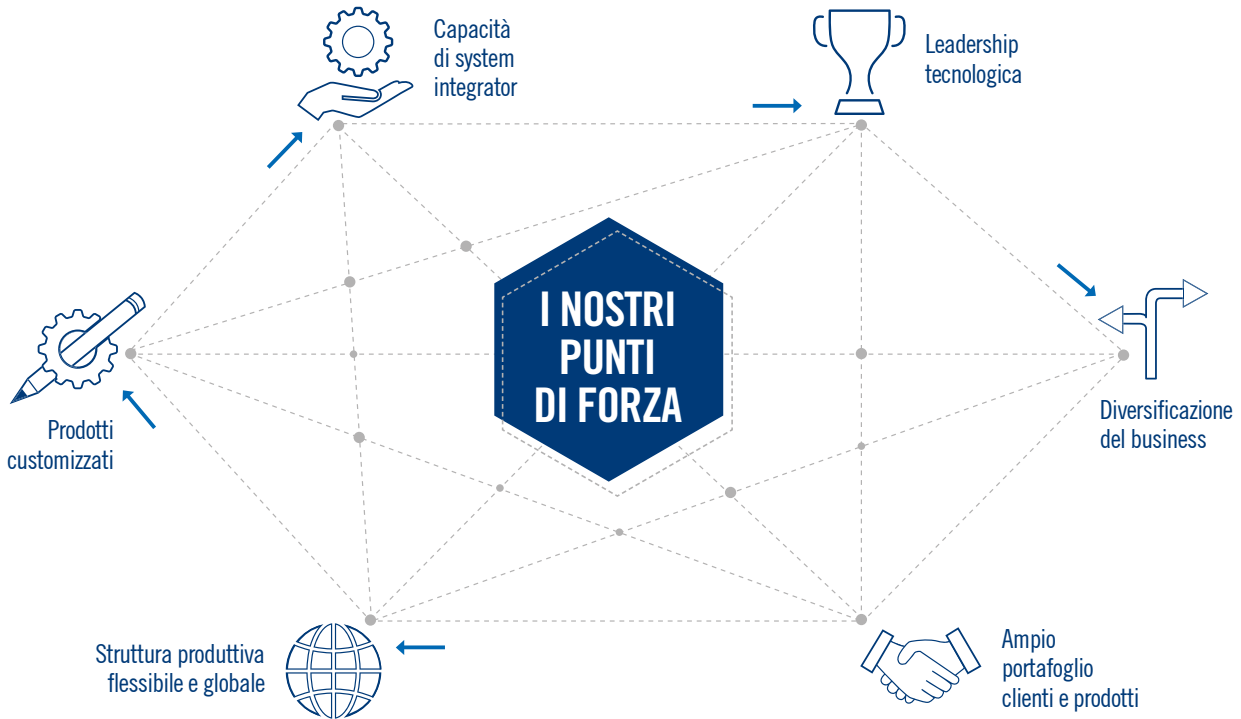 Capacità
di system
integrator
Leadership
tecnologica
I NOSTRI
PUNTI
DI FORZA
Prodotti
customizzati
Diversificazione
del business
Struttura produttiva
flessibile e globale
Ampio
portafoglio
clienti e prodotti